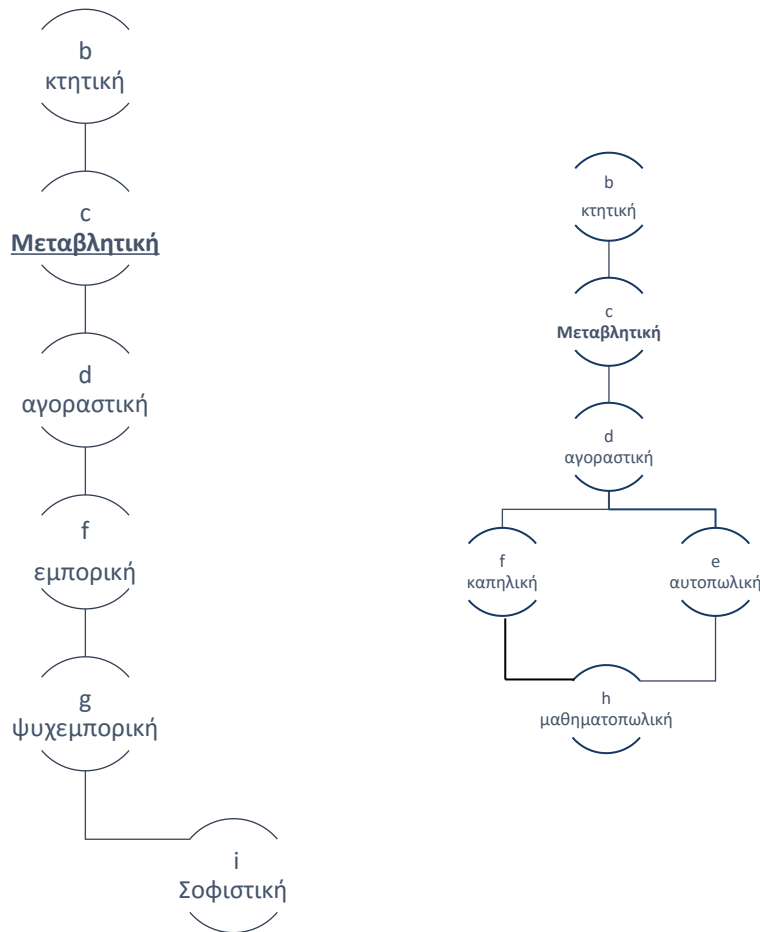 b
κτητική
c
Μεταβλητική
d
αγοραστική
f
εμπορική
g
ψυχεμπορική
i
Σοφιστική
b
κτητική
c
Μεταβλητική
d
αγοραστική
f
καπηλική
e
αυτοπωλική
h
μαθηματοπωλική